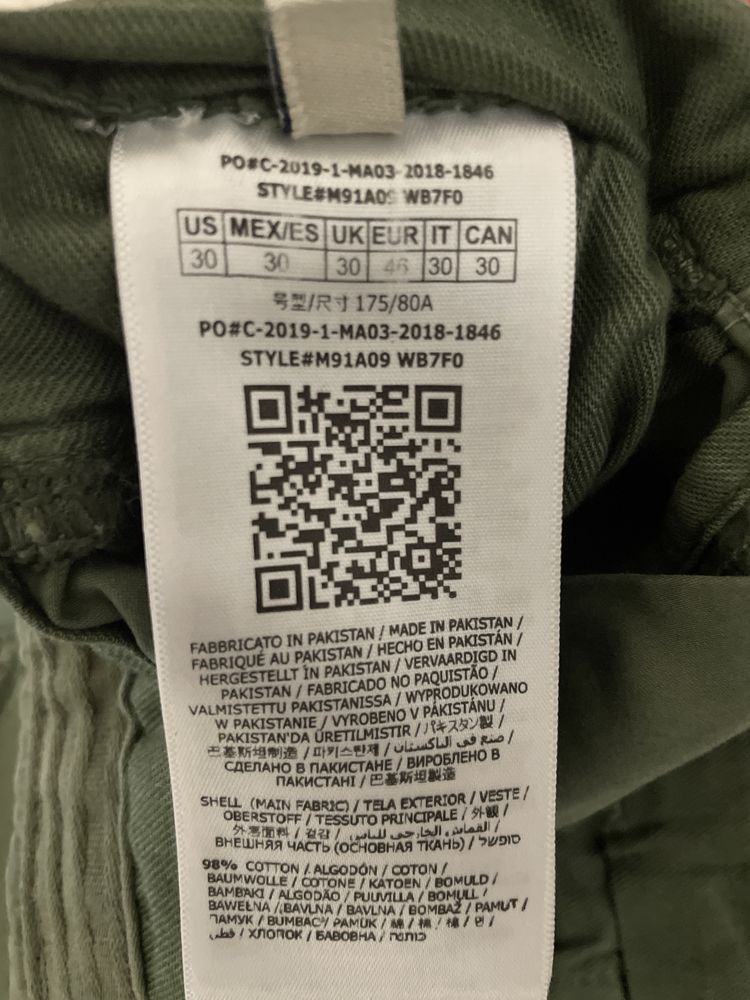 PO#C-2019-1-MA03-2018-1846
STYLE#M91A09 WB7F0
US MEX/ES UK EUR IT CAN
30 30 30 46 30 30
号型/尺寸 175/80A
PO#C-2019-1-MA03-2018-1846
STYLE#M91A09 WB7F0
FABBRICATO IN PAKISTAN / MADE IN PAKISTAN /
FABRIQUÉ AU PAKISTAN / HECHO EN PAKISTÁN /
HERGESTELLT IN PAKISTAN / VERVAARDIGD IN
PAKISTAN / FABRICADO NO PAQUISTÃO /
VALMISTETTU PAKISTANISSA / WYPRODUKOWANO
W PAKISTANIE / VYROBENO V PÁKISTÁNU /
PAKISTAN'DA ÜRETILMISTIR / パキスタン製 /
巴基斯坦制造 / 파키스탄제 / صنع في الباكستان /
СДЕЛАНО В ПАКИСТАНЕ / ВИРОБЛЕНО В
ПАКИСТАНІ / 巴基斯坦製造
SHELL (MAIN FABRIC) / TELA EXTERIOR / VESTE /
OBERSTOFF / TESSUTO PRINCIPALE / 外観 /
外层面料 / 겉감 / القماش الخارجي للباس /
ВНЕШНЯЯ ЧАСТЬ (ОСНОВНАЯ ТКАНЬ) /
98% COTTON / ALGODÓN / COTON /
BAUMWOLLE / COTONE / KATOEN / BOMULD /
BAMBAKI / ALGODÃO / PUUVILLA / BOMULL /
BAWEŁNA / BAVLNA / BAVLNA / BOMBAŽ / PAMUT /
ПАМУК / BUMBAC / PAMUK / 綿 / 棉 / 棉 / 면 /
قطن / ХЛОПОК / БАВОВНА / כותנה